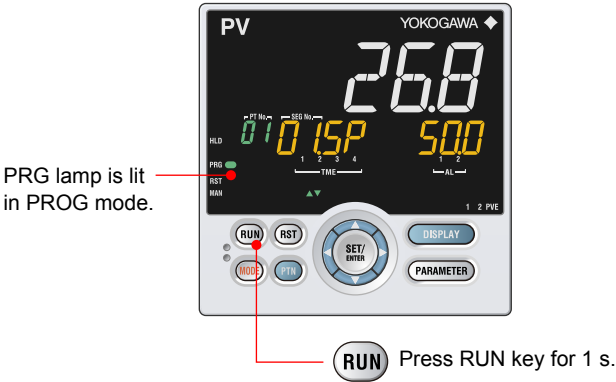 PV YOKOGAWA
26.8
PT No. SEG No.
HLD 01 01.SP 50.0
1 2 3 4 1 2
PRG TME AL
RST
MAN
1 2 PVE
PRG lamp is lit
in PROG mode.
RUN RST DISPLAY
SET/
ENTER
MODE PTN PARAMETER
RUN Press RUN key for 1 s.